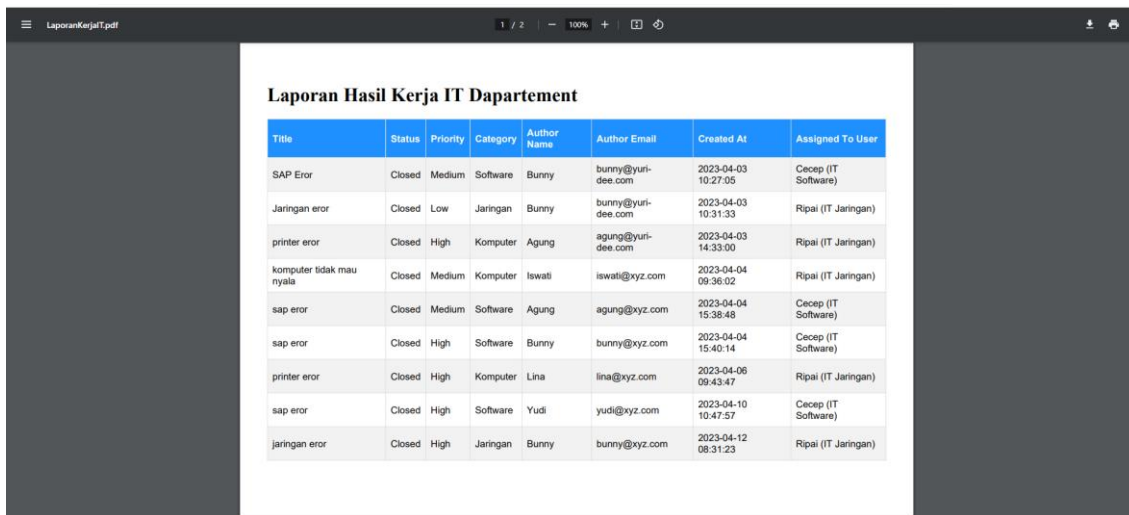 LaporanKerjaIT.pdf
1 / 2
100%
Laporan Hasil Kerja IT Dapartement
Title Status Priority Category Author Name Author Email Created At Assigned To User
SAP Eror Closed Medium Software Bunny bunny@yuri-dee.com 2023-04-03 10:27:05 Cecep (IT Software)
Jaringan eror Closed Low Jaringan Bunny bunny@yuri-dee.com 2023-04-03 10:31:33 Ripai (IT Jaringan)
printer eror Closed High Komputer Agung agung@yuri-dee.com 2023-04-03 14:33:00 Ripai (IT Jaringan)
komputer tidak mau nyala Closed Medium Komputer Iswati iswati@xyz.com 2023-04-04 09:36:02 Ripai (IT Jaringan)
sap eror Closed Medium Software Agung agung@xyz.com 2023-04-04 15:38:48 Cecep (IT Software)
sap eror Closed High Software Bunny bunny@xyz.com 2023-04-04 15:40:14 Cecep (IT Software)
printer eror Closed High Komputer Lina lina@xyz.com 2023-04-06 09:43:47 Ripai (IT Jaringan)
sap eror Closed High Software Yudi yudi@xyz.com 2023-04-10 10:47:57 Cecep (IT Software)
jaringan eror Closed High Jaringan Bunny bunny@xyz.com 2023-04-12 08:31:23 Ripai (IT Jaringan)